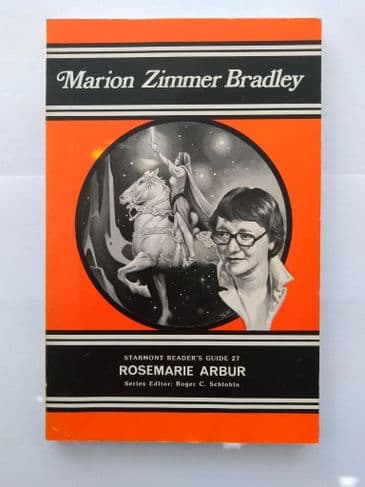 Marion Zimmer Bradley
STARMONT READER'S GUIDE 27
ROSEMARIE ARBUR
Series Editor: Roger C. Schlobin